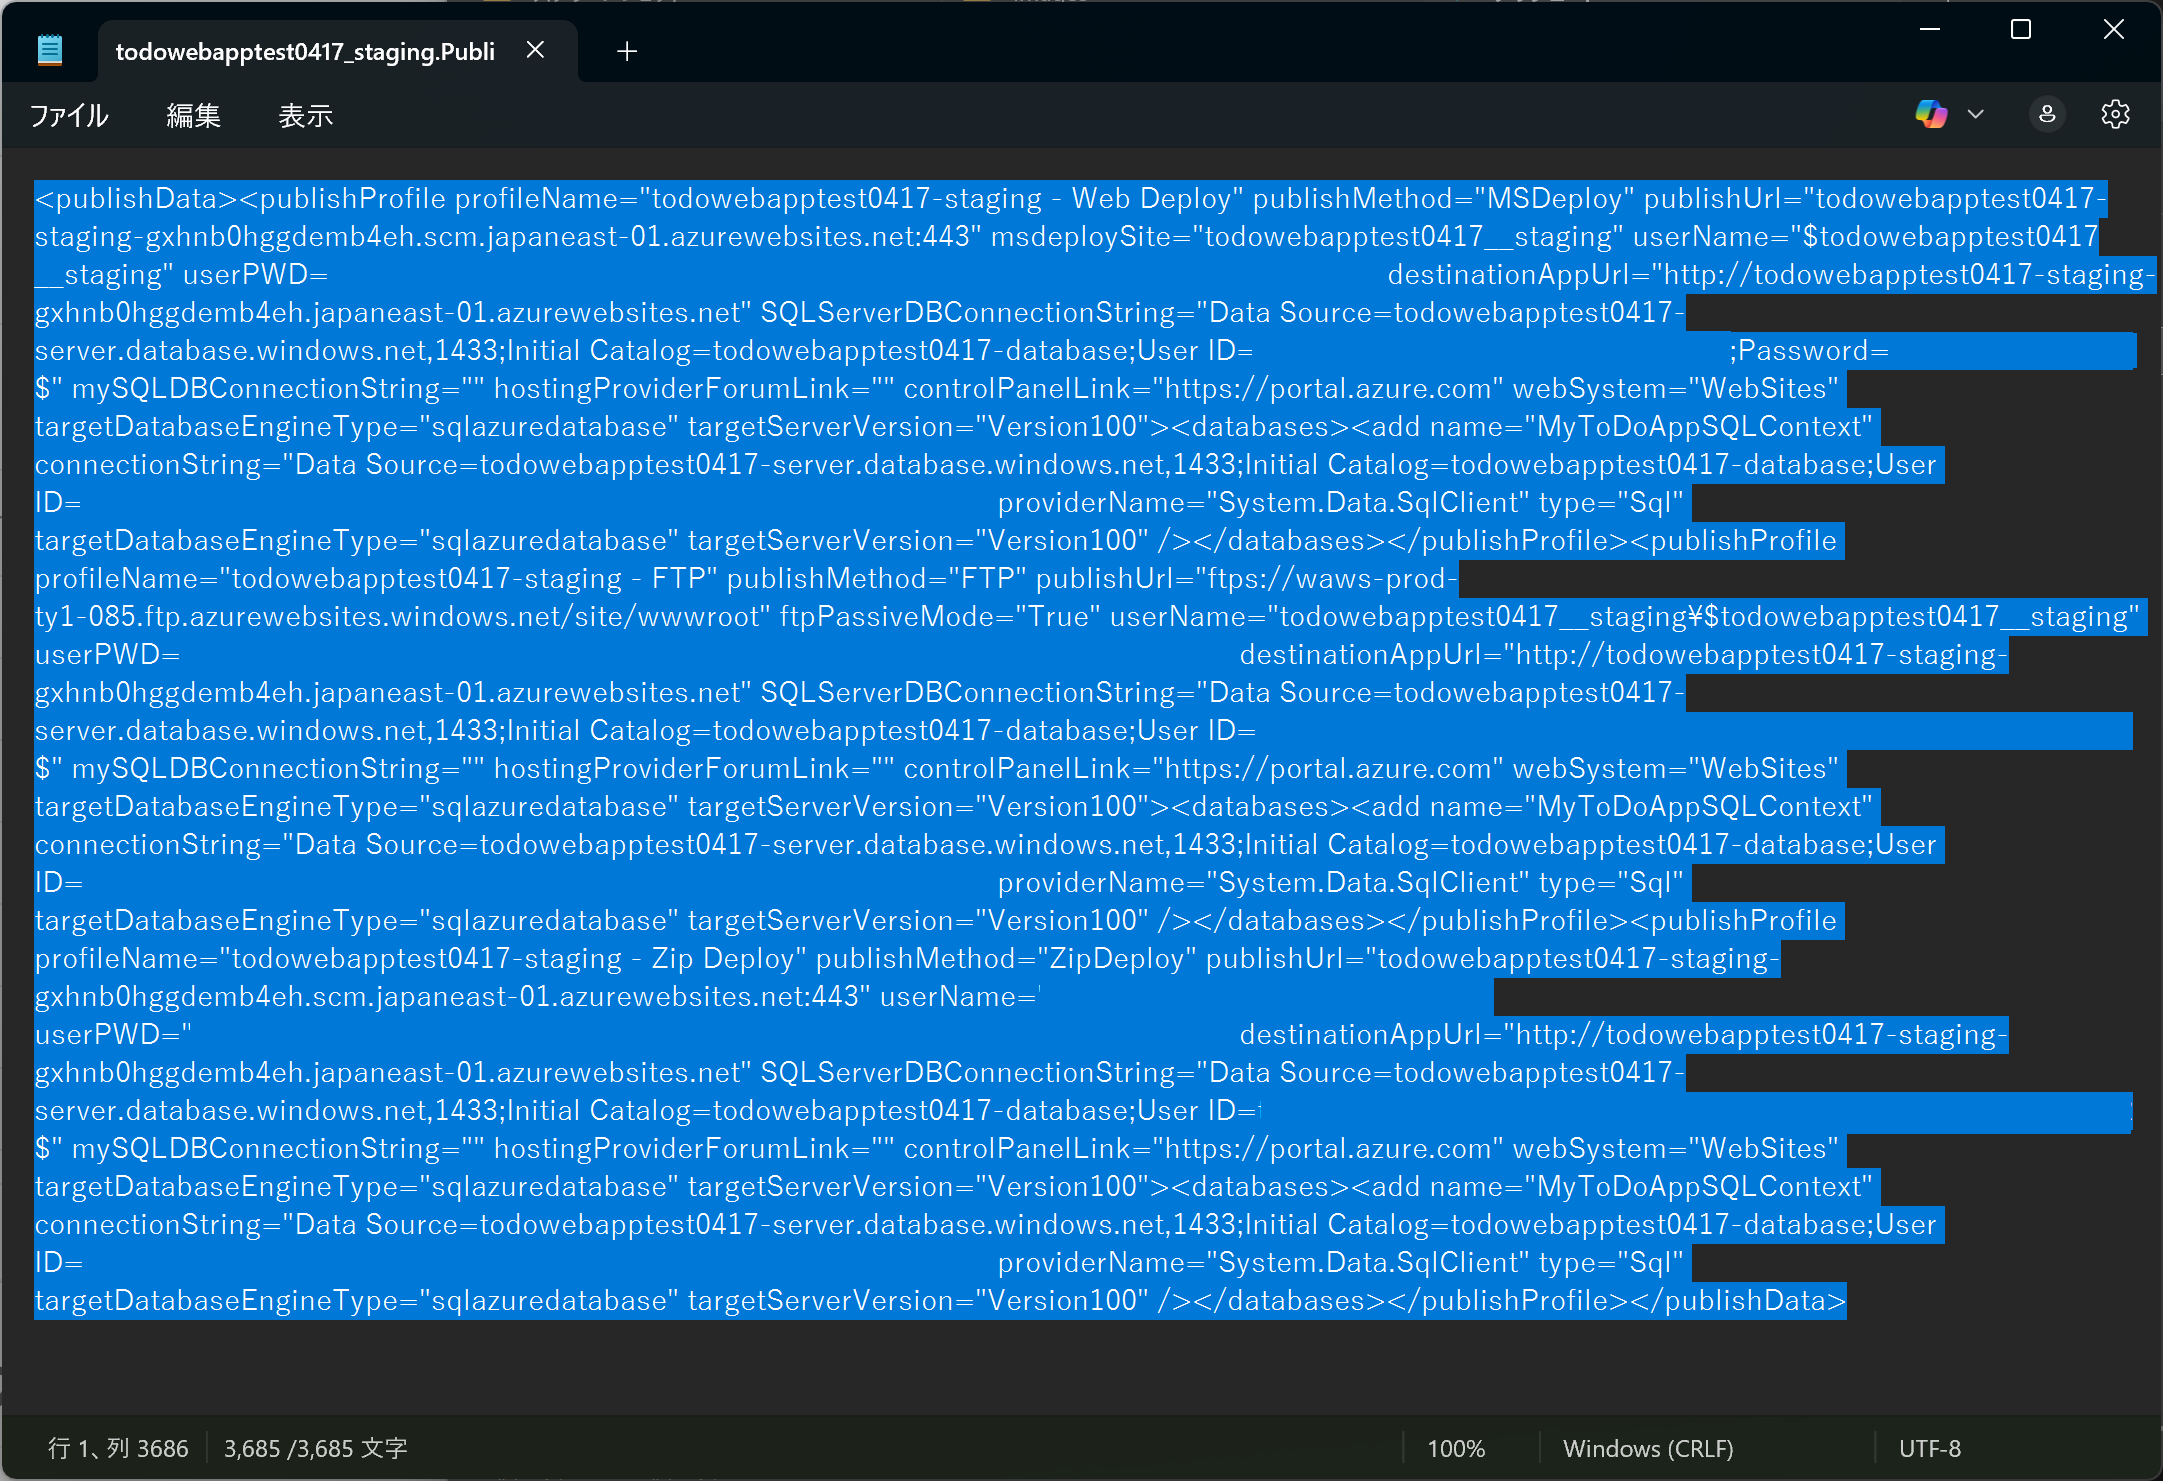 todowebapptest0417_staging.Publi
ファイル 編集 表示
<publishData><publishProfile profileName="todowebapptest0417-staging - Web Deploy" publishMethod="MSDeploy" publishUrl="todowebapptest0417-
staging-gxhnb0hggdemb4eh.scm.japaneast-01.azurewebsites.net:443" msdeploySite="todowebapptest0417__staging" userName="$todowebapptest0417
__staging" userPWD= destinationAppUrl="http://todowebapptest0417-staging-
gxhnb0hggdemb4eh.japaneast-01.azurewebsites.net" SQLServerDBConnectionString="Data Source=todowebapptest0417-
server.database.windows.net,1433;Initial Catalog=todowebapptest0417-database;User ID= ;Password=
$" mySQLDBConnectionString="" hostingProviderForumLink="" controlPanelLink="https://portal.azure.com" webSystem="WebSites"
targetDatabaseEngineType="sqlazuredatabase" targetServerVersion="Version100"><databases><add name="MyToDoAppSQLContext"
connectionString="Data Source=todowebapptest0417-server.database.windows.net,1433;Initial Catalog=todowebapptest0417-database;User
ID= providerName="System.Data.SqlClient" type="Sql"
targetDatabaseEngineType="sqlazuredatabase" targetServerVersion="Version100" /></databases></publishProfile><publishProfile
profileName="todowebapptest0417-staging - FTP" publishMethod="FTP" publishUrl="ftps://waws-prod-
ty1-085.ftp.azurewebsites.windows.net/site/wwwroot" ftpPassiveMode="True" userName="todowebapptest0417__staging¥$todowebapptest0417__staging"
userPWD= destinationAppUrl="http://todowebapptest0417-staging-
gxhnb0hggdemb4eh.japaneast-01.azurewebsites.net" SQLServerDBConnectionString="Data Source=todowebapptest0417-
server.database.windows.net,1433;Initial Catalog=todowebapptest0417-database;User ID=
$" mySQLDBConnectionString="" hostingProviderForumLink="" controlPanelLink="https://portal.azure.com" webSystem="WebSites"
targetDatabaseEngineType="sqlazuredatabase" targetServerVersion="Version100"><databases><add name="MyToDoAppSQLContext"
connectionString="Data Source=todowebapptest0417-server.database.windows.net,1433;Initial Catalog=todowebapptest0417-database;User
ID= providerName="System.Data.SqlClient" type="Sql"
targetDatabaseEngineType="sqlazuredatabase" targetServerVersion="Version100" /></databases></publishProfile><publishProfile
profileName="todowebapptest0417-staging - Zip Deploy" publishMethod="ZipDeploy" publishUrl="todowebapptest0417-staging-
gxhnb0hggdemb4eh.scm.japaneast-01.azurewebsites.net:443" userName=
userPWD=" destinationAppUrl="http://todowebapptest0417-staging-
gxhnb0hggdemb4eh.japaneast-01.azurewebsites.net" SQLServerDBConnectionString="Data Source=todowebapptest0417-
server.database.windows.net,1433;Initial Catalog=todowebapptest0417-database;User ID=
$" mySQLDBConnectionString="" hostingProviderForumLink="" controlPanelLink="https://portal.azure.com" webSystem="WebSites"
targetDatabaseEngineType="sqlazuredatabase" targetServerVersion="Version100"><databases><add name="MyToDoAppSQLContext"
connectionString="Data Source=todowebapptest0417-server.database.windows.net,1433;Initial Catalog=todowebapptest0417-database;User
ID= providerName="System.Data.SqlClient" type="Sql"
targetDatabaseEngineType="sqlazuredatabase" targetServerVersion="Version100" /></databases></publishProfile></publishData>
行 1、列 3686 3,685 /3,685 文字 100% Windows (CRLF) UTF-8